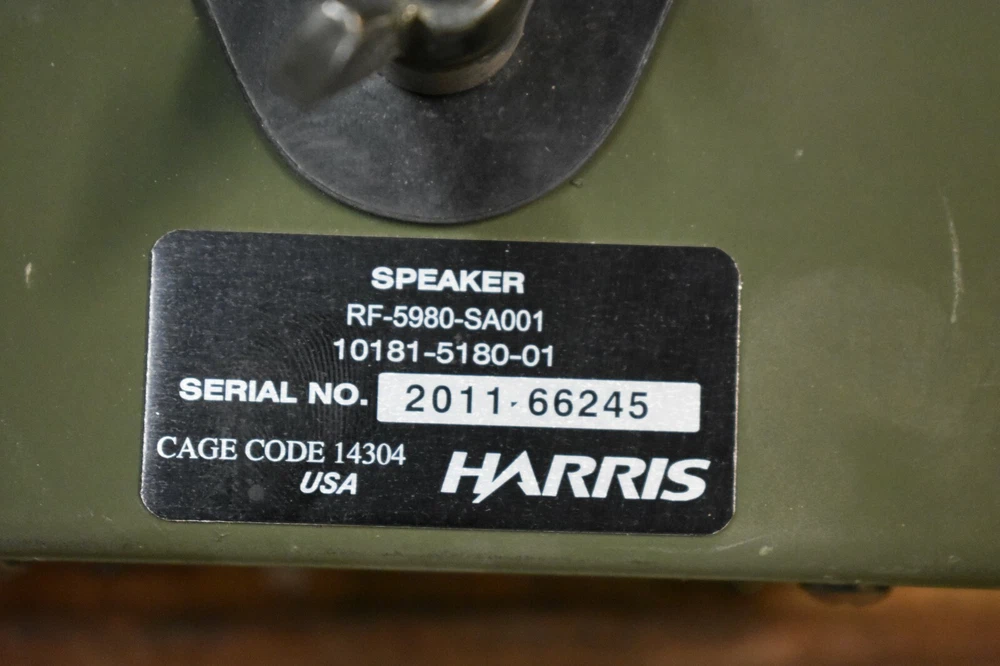 SPEAKER
RF-5980-SA001
10181-5180-01
SERIAL NO. 2011-66245
CAGE CODE 14304
USA
HARRIS